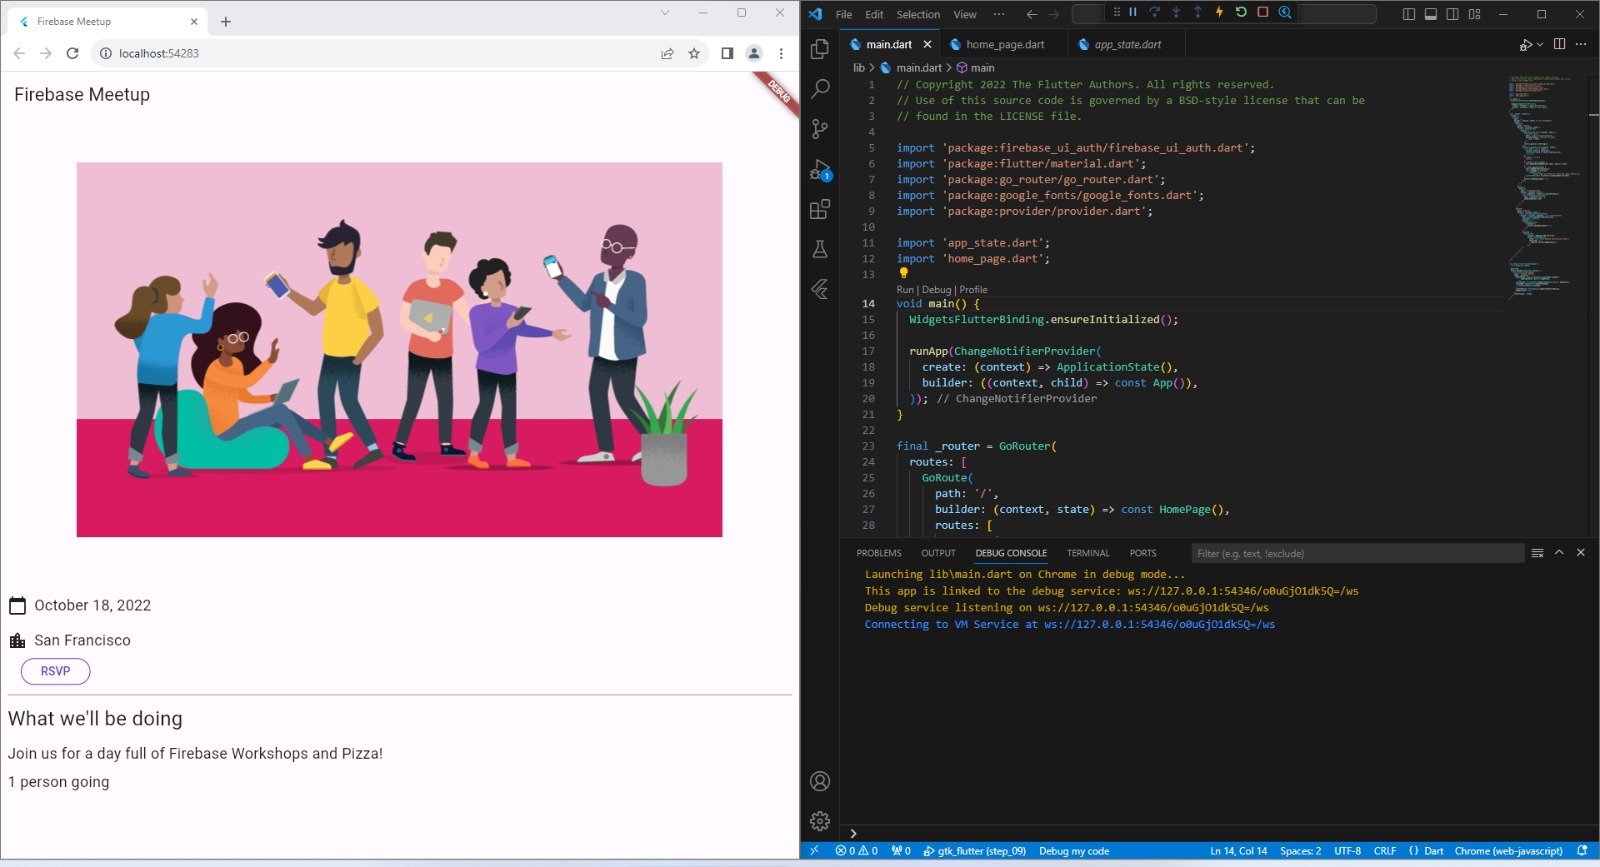 Firebase Meetup
localhost:54283
Firebase Meetup
DEBUG
October 18, 2022
San Francisco
RSVP
What we'll be doing
Join us for a day full of Firebase Workshops and Pizza!
1 person going
File Edit Selection View ···
main.dart home_page.dart app_state.dart
lib > main.dart > main
1 // Copyright 2022 The Flutter Authors. All rights reserved.
2 // Use of this source code is governed by a BSD-style license that can be
3 // found in the LICENSE file.
4
5 import 'package:firebase_ui_auth/firebase_ui_auth.dart';
6 import 'package:flutter/material.dart';
7 import 'package:go_router/go_router.dart';
8 import 'package:google_fonts/google_fonts.dart';
9 import 'package:provider/provider.dart';
10
11 import 'app_state.dart';
12 import 'home_page.dart';
13
Run | Debug | Profile
14 void main() {
15 WidgetsFlutterBinding.ensureInitialized();
16
17 runApp(ChangeNotifierProvider(
18 create: (context) => ApplicationState(),
19 builder: ((context, child) => const App()),
20 )); // ChangeNotifierProvider
21 }
22
23 final _router = GoRouter(
24 routes: [
25 GoRoute(
26 path: '/',
27 builder: (context, state) => const HomePage(),
28 routes: [
1
PROBLEMS OUTPUT DEBUG CONSOLE TERMINAL PORTS Filter (e.g. text, !exclude)
Launching lib\main.dart on Chrome in debug mode...
This app is linked to the debug service: ws://127.0.0.1:54346/o0uGjO1dk5Q=/ws
Debug service listening on ws://127.0.0.1:54346/o0uGjO1dk5Q=/ws
Connecting to VM Service at ws://127.0.0.1:54346/o0uGjO1dk5Q=/ws
0 0 0 gtk_flutter (step_09) Debug my code Ln 14, Col 14 Spaces: 2 UTF-8 CRLF {} Dart Chrome (web-javascript)